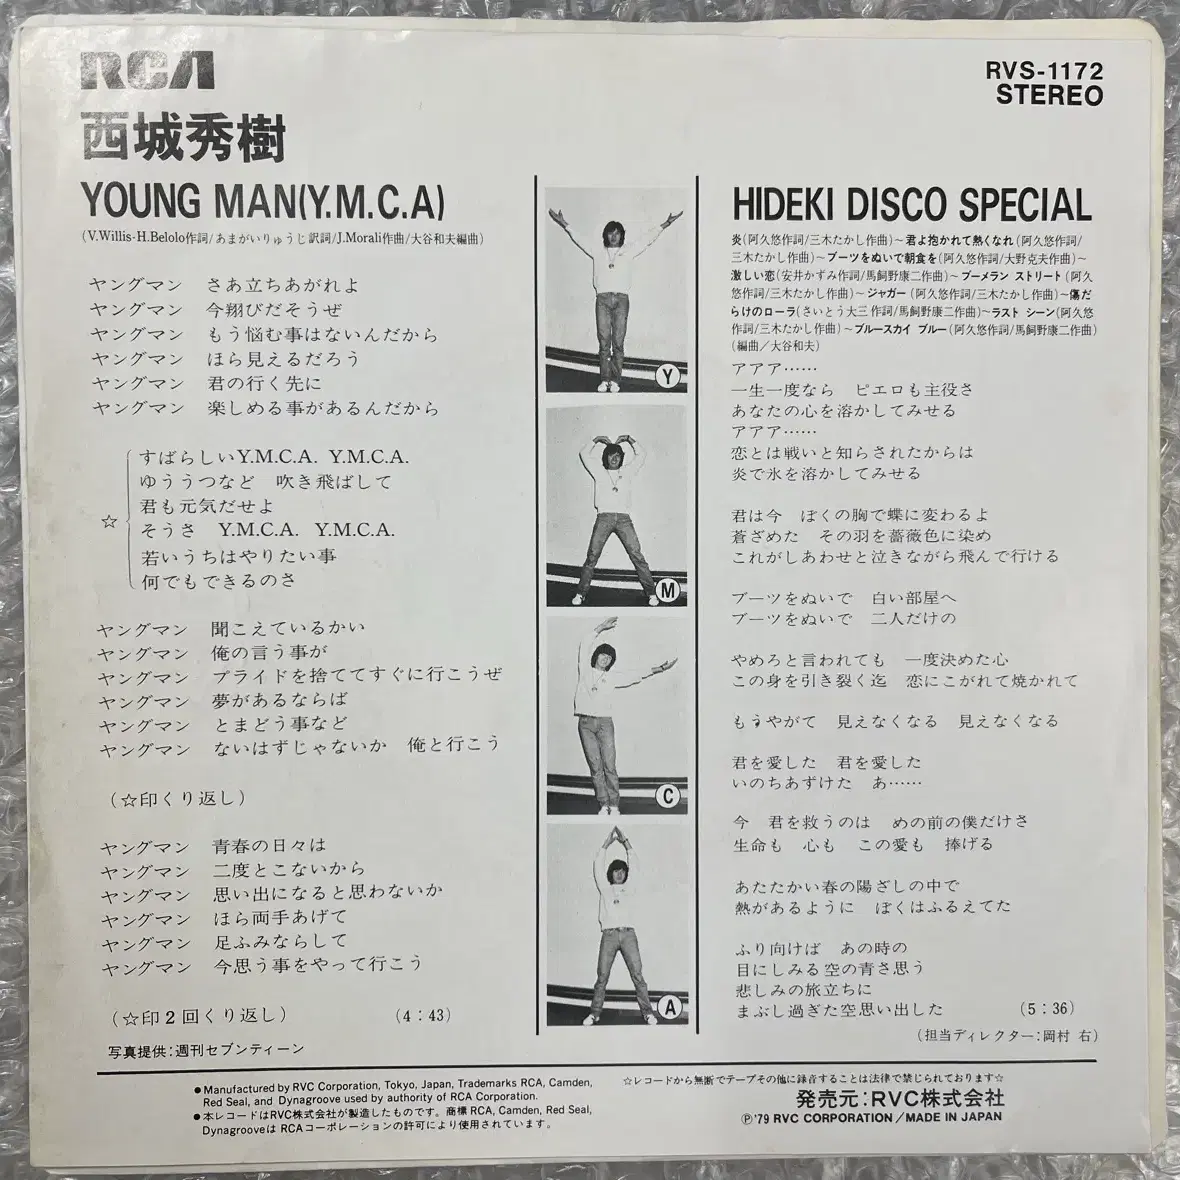 RCA
RVS-1172
STEREO
西城秀樹
YOUNG MAN(Y.M.C.A)
(V.Willis-H.Belolo作詞/あまがいりゅうじ訳詞/J.Morali作曲/大谷和夫編曲)
ヤングマン さあ立ちあがれよ
ヤングマン 今翔びだそうぜ
ヤングマン もう悩む事はないんだから
ヤングマン ほら見えるだろう
ヤングマン 君の行く先に
ヤングマン 楽しめる事があるんだから
すばらしいY.M.C.A. Y.M.C.A.
ゆううつなど 吹き飛ばして
君も元気だせよ
☆ そうさ Y.M.C.A. Y.M.C.A.
若いうちはやりたい事
何でもできるのさ
ヤングマン 聞こえているかい
ヤングマン 俺の言う事が
ヤングマン プライドを捨ててすぐに行こうぜ
ヤングマン 夢があるならば
ヤングマン とまどう事など
ヤングマン ないはずじゃないか 俺と行こう
(☆印くり返し)
ヤングマン 青春の日々は
ヤングマン 二度とこないから
ヤングマン 思い出になると思わないか
ヤングマン ほら両手あげて
ヤングマン 足ふみならして
ヤングマン 今思う事をやって行こう
(☆印2回くり返し) (4:43)
写真提供:週刊セブンティーン
Y
M
C
A
HIDEKI DISCO SPECIAL
炎(阿久悠作詞/三木たかし作曲)~君よ抱かれて熱くなれ(阿久悠作詞/
三木たかし作曲)~ブーツをぬいで朝食を(阿久悠作詞/大野克夫作曲)~
激しい恋(安井かずみ作詞/馬飼野康二作曲)~ブーメラン ストリート(阿
久悠作詞/三木たかし作曲)~ジャガー(阿久悠作詞/三木たかし作曲)~傷だ
らけのローラ(さいとう大三作詞/馬飼野康二作曲)~ラスト シーン(阿久悠
作詞/三木たかし作曲)~ブルースカイ ブルー(阿久悠作詞/馬飼野康二作曲)
(編曲/大谷和夫)
アアア……
一生一度なら ピエロも主役さ
あなたの心を溶かしてみせる
アアア……
恋とは戦いと知らされたからは
炎で氷を溶かしてみせる
君は今 ぼくの胸で蝶に変わるよ
蒼ざめた その羽を薔薇色に染め
これがしあわせと泣きながら飛んで行ける
ブーツをぬいで 白い部屋へ
ブーツをぬいで 二人だけの
やめろと言われても 一度決めた心
この身を引き裂く迄 恋にこがれて焼かれて
もうやがて 見えなくなる 見えなくなる
君を愛した 君を愛した
いのちあずけた あ……
今 君を救うのは めの前の僕だけさ
生命も 心も この愛も 捧げる
あたたかい春の陽ざしの中で
熱があるように ぼくはふるえてた
ふり向けば あの時の
目にしみる空の青さ思う
悲しみの旅立ちに
まぶし過ぎた空思い出した (5:36)
(担当ディレクター:岡村 右)
●Manufactured by RVC Corporation, Tokyo, Japan, Trademarks RCA, Camden,
Red Seal, and Dynagroove used by authority of RCA Corporation.
●本レコードはRVC株式会社が製造したものです。商標 RCA, Camden, Red Seal,
Dynagrooveは RCAコーポレーションの許可により使用されています。
☆レコードから無断でテープその他に録音することは法律で禁じられております☆
発売元:RVC株式会社
Ⓟ'79 RVC CORPORATION/MADE IN JAPAN